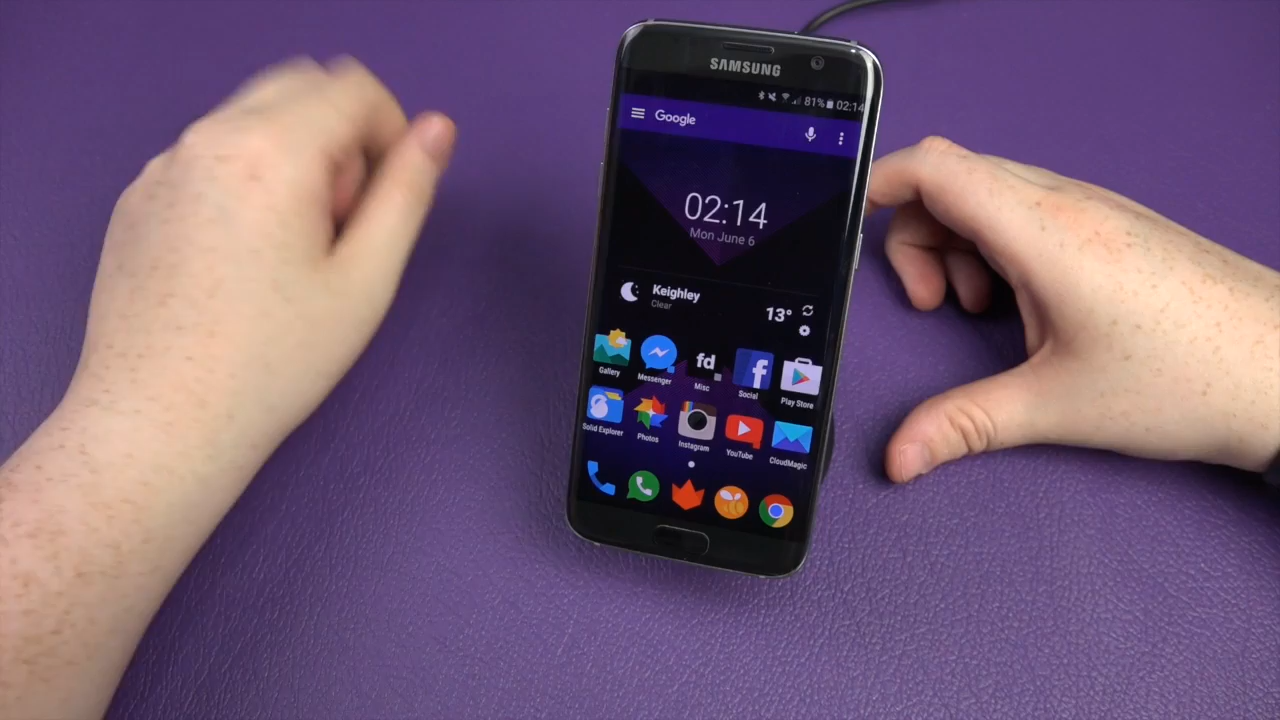 SAMSUNG
81% 02:14
Google
02:14
Mon June 6
Keighley
Clear
13°
Gallery Messenger fd Misc Social Play Store
Solid Explorer Photos Instagram YouTube CloudMagic